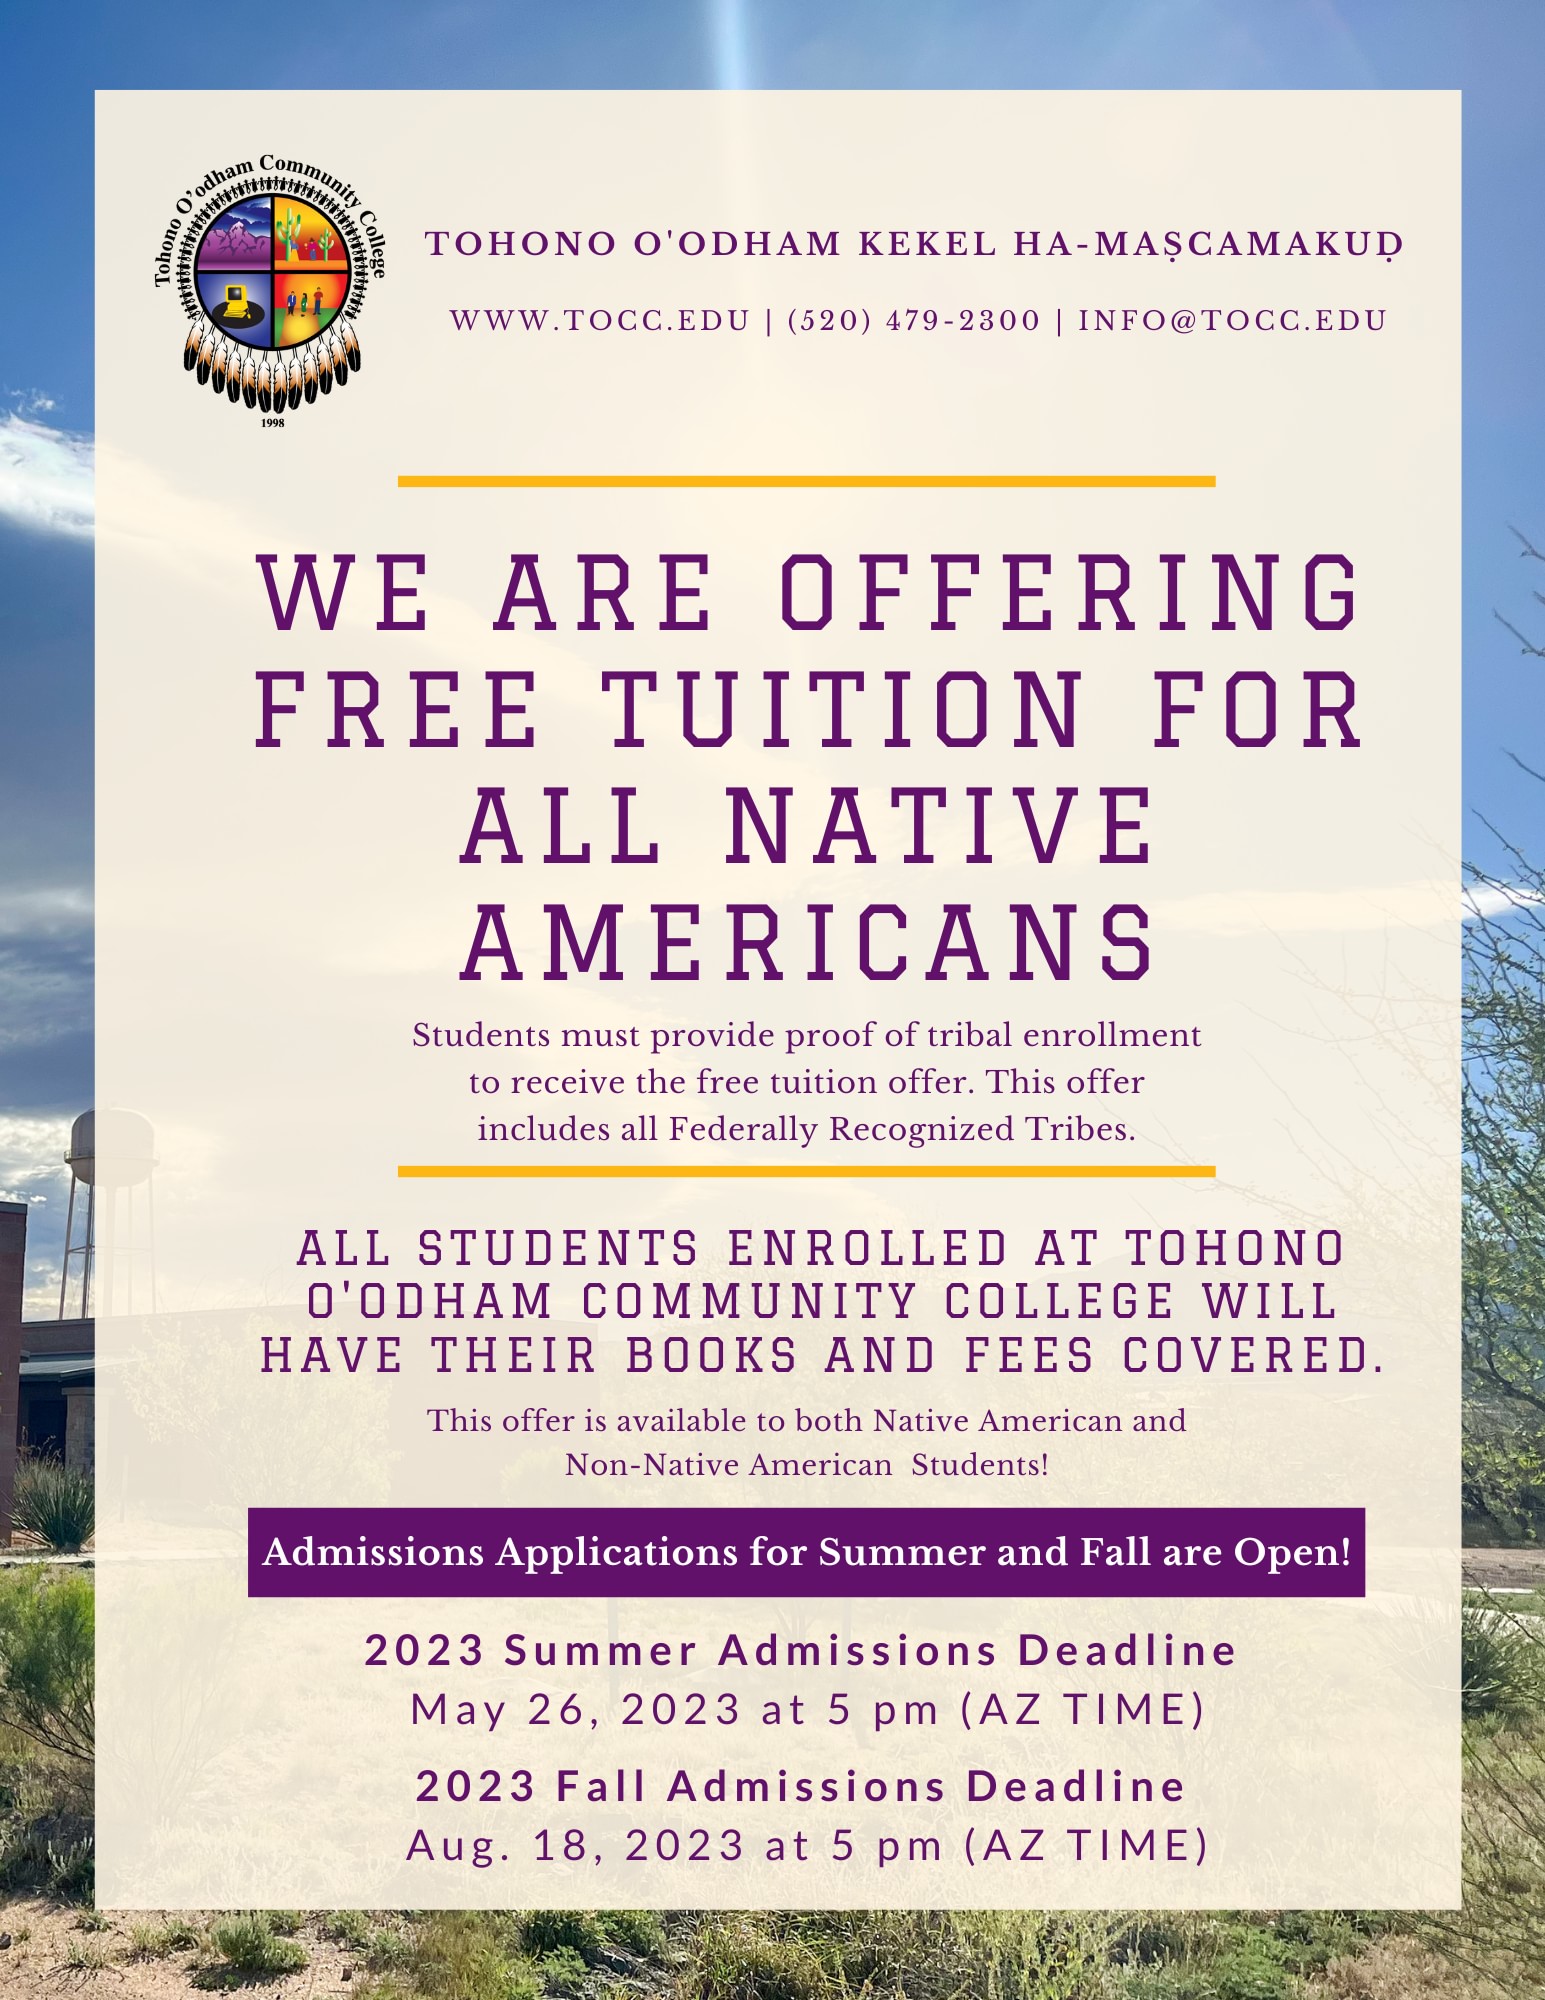 Tohono O'odham Community College
1998
TOHONO O'ODHAM KEKEL HA-MAṢCAMAKUḌ
WWW.TOCC.EDU | (520) 479-2300 | INFO@TOCC.EDU
WE ARE OFFERING
FREE TUITION FOR
ALL NATIVE
AMERICANS
Students must provide proof of tribal enrollment
to receive the free tuition offer. This offer
includes all Federally Recognized Tribes.
ALL STUDENTS ENROLLED AT TOHONO
O'ODHAM COMMUNITY COLLEGE WILL
HAVE THEIR BOOKS AND FEES COVERED.
This offer is available to both Native American and
Non-Native American  Students!
Admissions Applications for Summer and Fall are Open!
2023 Summer Admissions Deadline
May 26, 2023 at 5 pm (AZ TIME)
2023 Fall Admissions Deadline
Aug. 18, 2023 at 5 pm (AZ TIME)